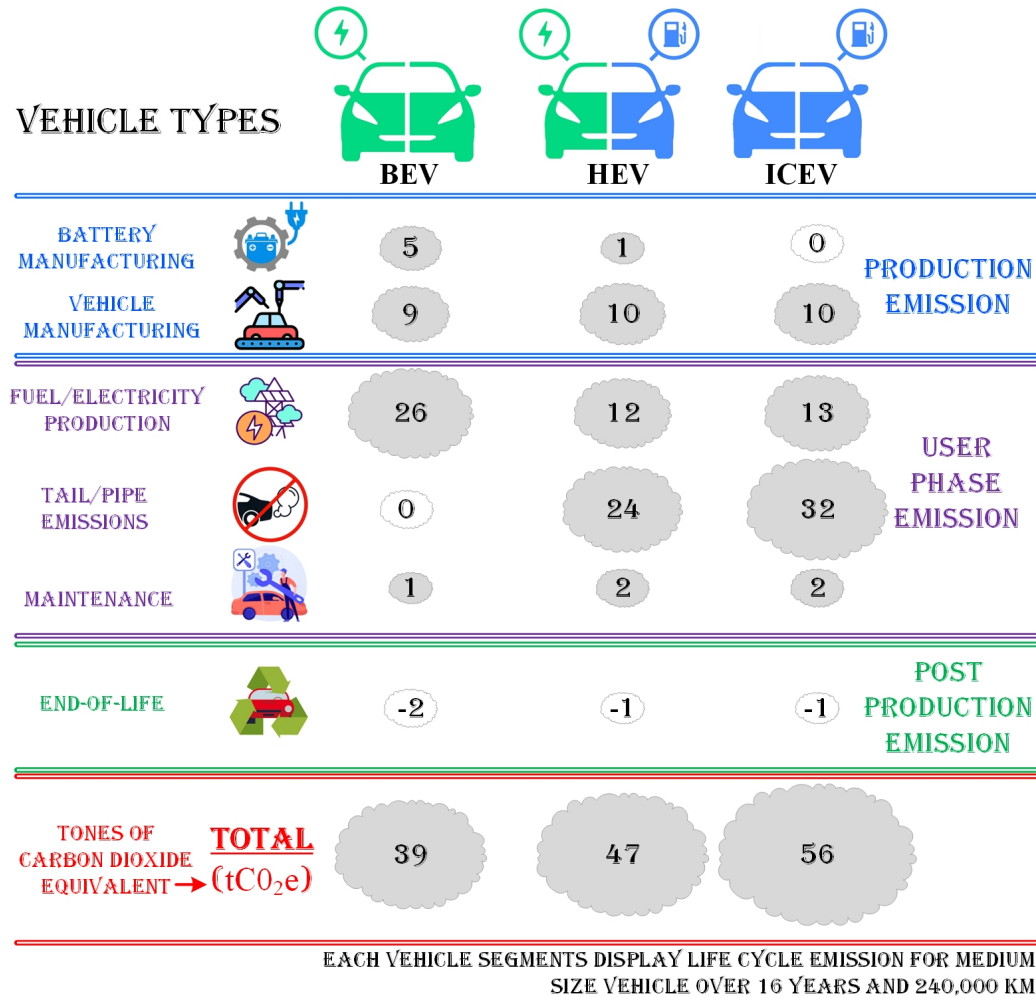 VEHICLE TYPES
BEV
HEV
ICEV
BATTERY
MANUFACTURING
5
1
0
PRODUCTION
EMISSION
VEHICLE
MANUFACTURING
9
10
10
FUEL/ELECTRICITY
PRODUCTION
26
12
13
USER
PHASE
EMISSION
TAIL/PIPE
EMISSIONS
0
24
32
MAINTENANCE
1
2
2
END-OF-LIFE
-2
-1
-1
POST
PRODUCTION
EMISSION
TONES OF
CARBON DIOXIDE
EQUIVALENT
TOTAL
(tC0₂e)
39
47
56
EACH VEHICLE SEGMENTS DISPLAY LIFE CYCLE EMISSION FOR MEDIUM
SIZE VEHICLE OVER 16 YEARS AND 240,000 KM